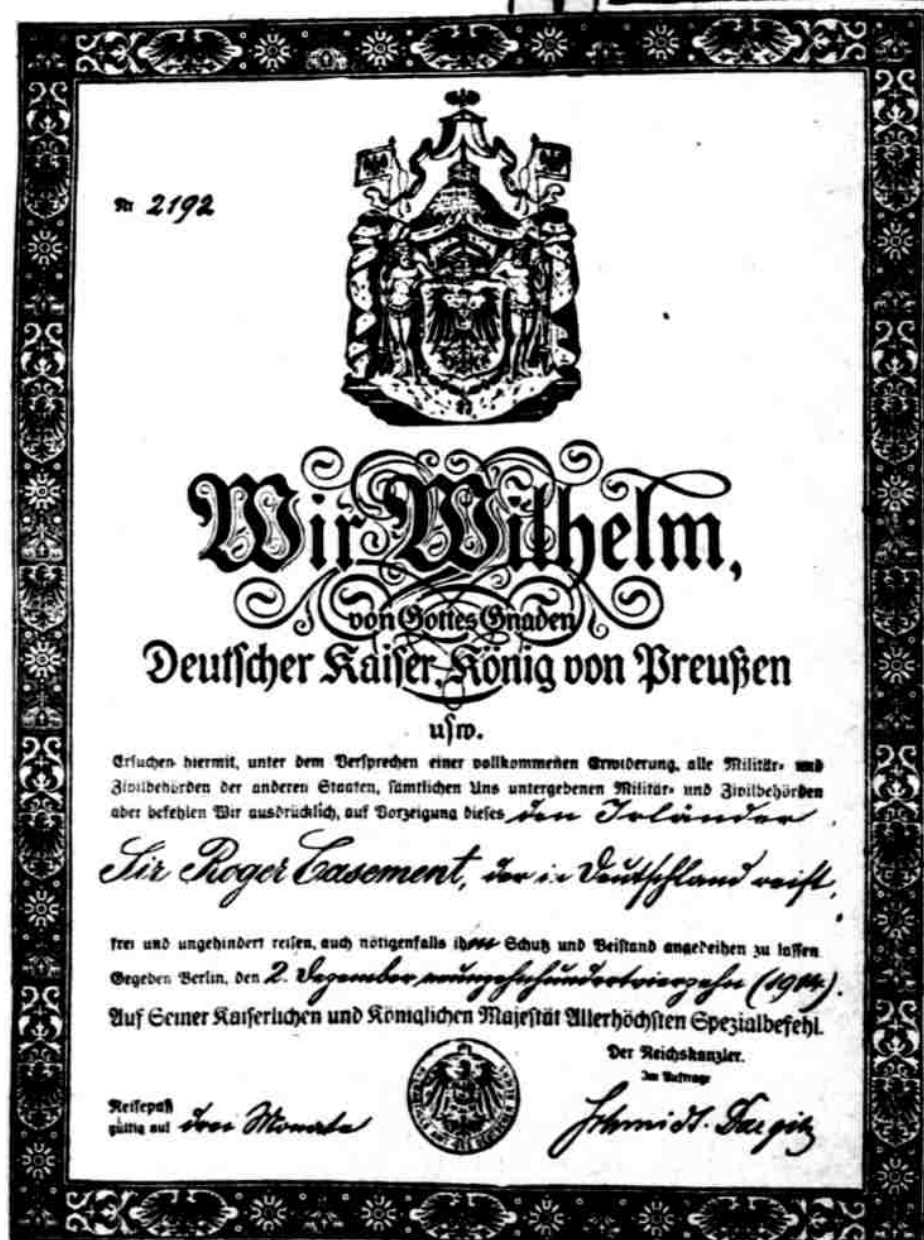 Nr 2192
Wir Wilhelm,
von Gottes Gnaden
Deutscher Kaiser, König von Preußen
usw.
Ersuchen hiermit, unter dem Versprechen einer vollkommenen Erwiderung, alle Militär- und
Zivilbehörden der anderen Staaten, sämtlichen Uns untergebenen Militär- und Zivilbehörden
aber befehlen Wir ausdrücklich, auf Vorzeigung dieses den Irländer
Sir Roger Casement, der in Deutschland reist,
frei und ungehindert reisen, auch nötigenfalls ihm Schutz und Beistand angedeihen zu lassen
Gegeben Berlin, den 2. Dezember neunzehnhundertvierzehn (1914).
Auf Seiner Kaiserlichen und Königlichen Majestät Allerhöchsten Spezialbefehl.
Der Reichskanzler.
Im Auftrage
Reisepaß
gültig auf drei Monate
Schmidt-Dargitz